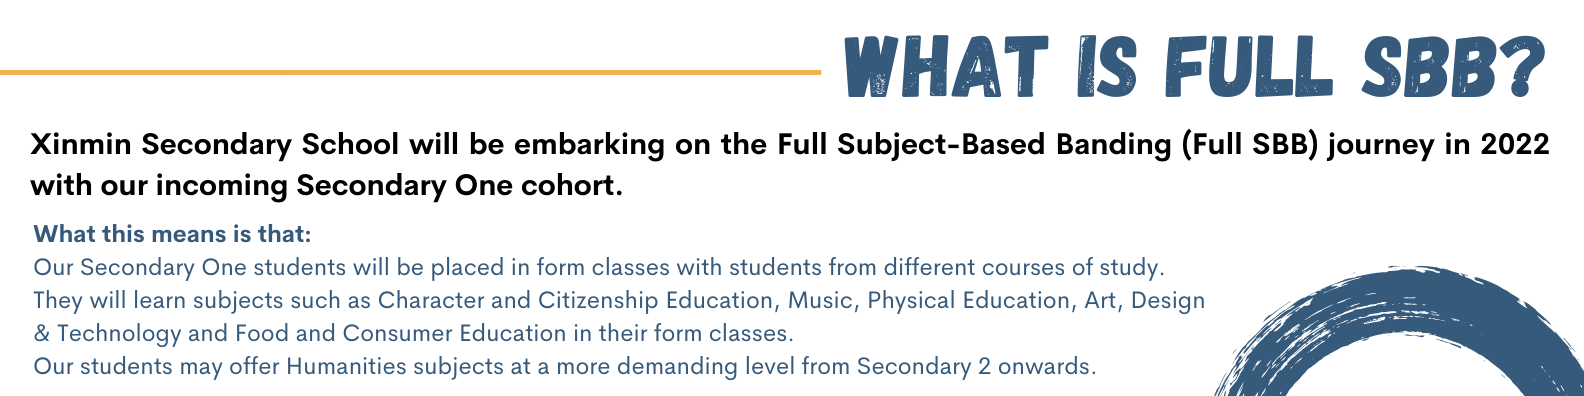 WHAT IS FULL SBB?
Xinmin Secondary School will be embarking on the Full Subject-Based Banding (Full SBB) journey in 2022
with our incoming Secondary One cohort.
What this means is that:
Our Secondary One students will be placed in form classes with students from different courses of study.
They will learn subjects such as Character and Citizenship Education, Music, Physical Education, Art, Design
& Technology and Food and Consumer Education in their form classes.
Our students may offer Humanities subjects at a more demanding level from Secondary 2 onwards.